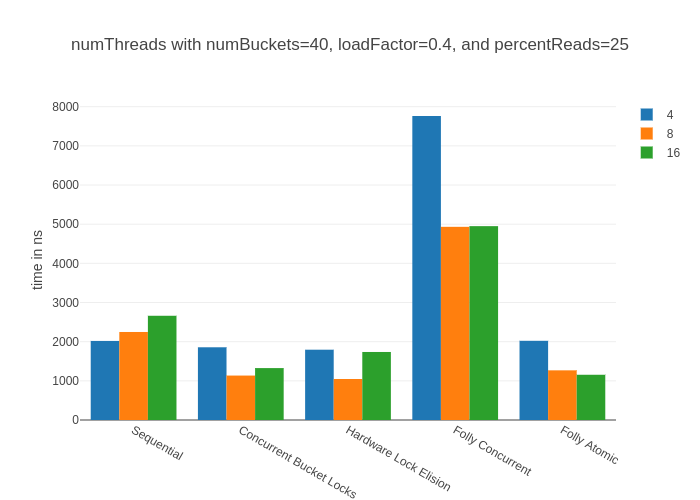 numThreads with numBuckets=40, loadFactor=0.4, and percentReads=25
8000
7000
6000
5000
4000
3000
2000
1000
0
time in ns
Sequential
Concurrent Bucket Locks
Hardware Lock Elision
Folly Concurrent
Folly Atomic
4
8
16